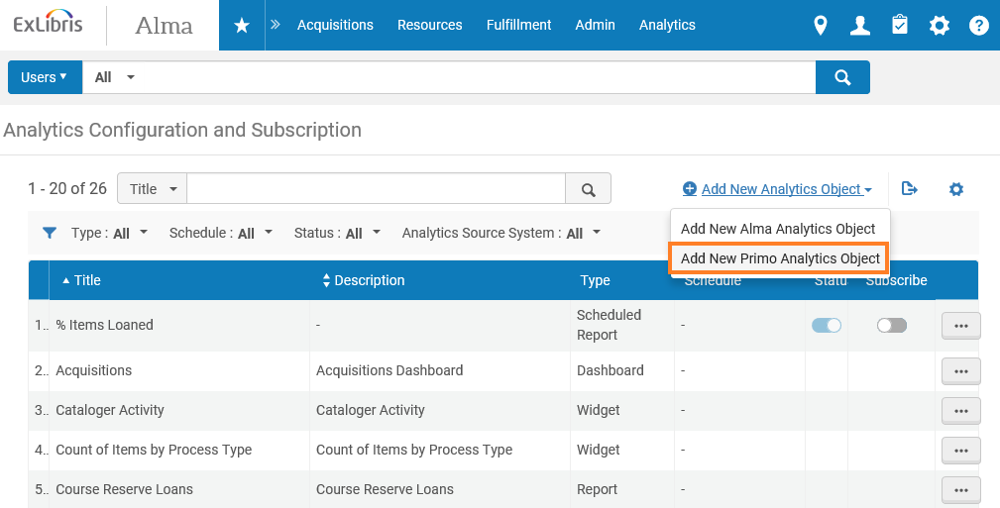 ExLibris Alma Acquisitions Resources Fulfillment Admin Analytics
Users All
Analytics Configuration and Subscription
1 - 20 of 26 Title Add New Analytics Object
Type : All Schedule : All Status : All Analytics Source System : All
Add New Alma Analytics Object
Add New Primo Analytics Object
Title Description Type Schedule Statu Subscribe
1.. % Items Loaned - Scheduled Report -
2.. Acquisitions Acquisitions Dashboard Dashboard -
3.. Cataloger Activity Cataloger Activity Widget -
4.. Count of Items by Process Type Count of Items by Process Type Widget -
5.. Course Reserve Loans Course Reserve Loans Report -